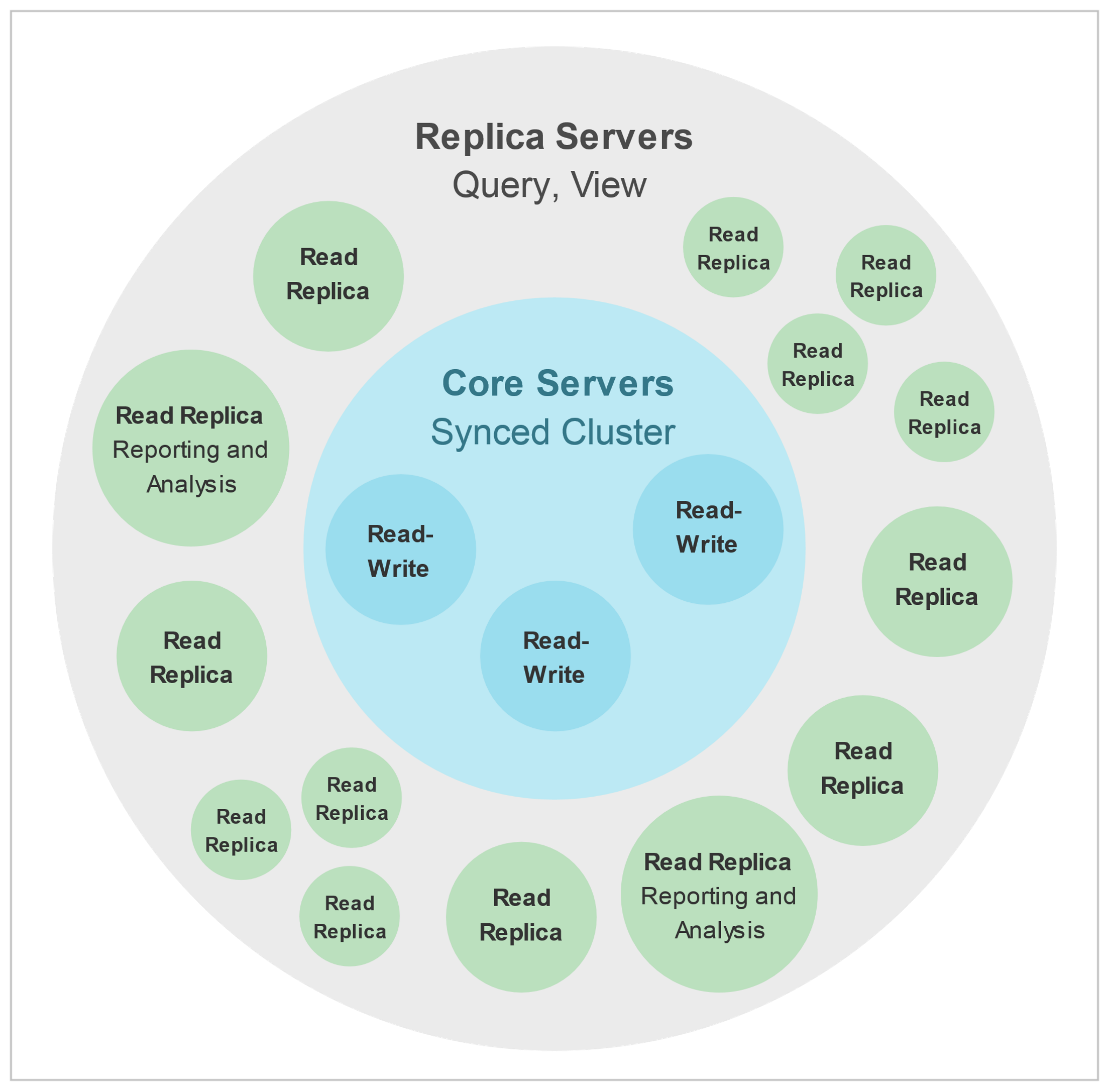 Replica Servers
Query, View
Read
Replica
Read
Replica
Read
Replica
Read
Replica
Read
Replica
Core Servers
Synced Cluster
Read Replica
Reporting and
Analysis
Read-
Write
Read-
Write
Read-
Write
Read
Replica
Read
Replica
Read
Replica
Read
Replica
Read
Replica
Read
Replica
Read
Replica
Read Replica
Reporting and
Analysis